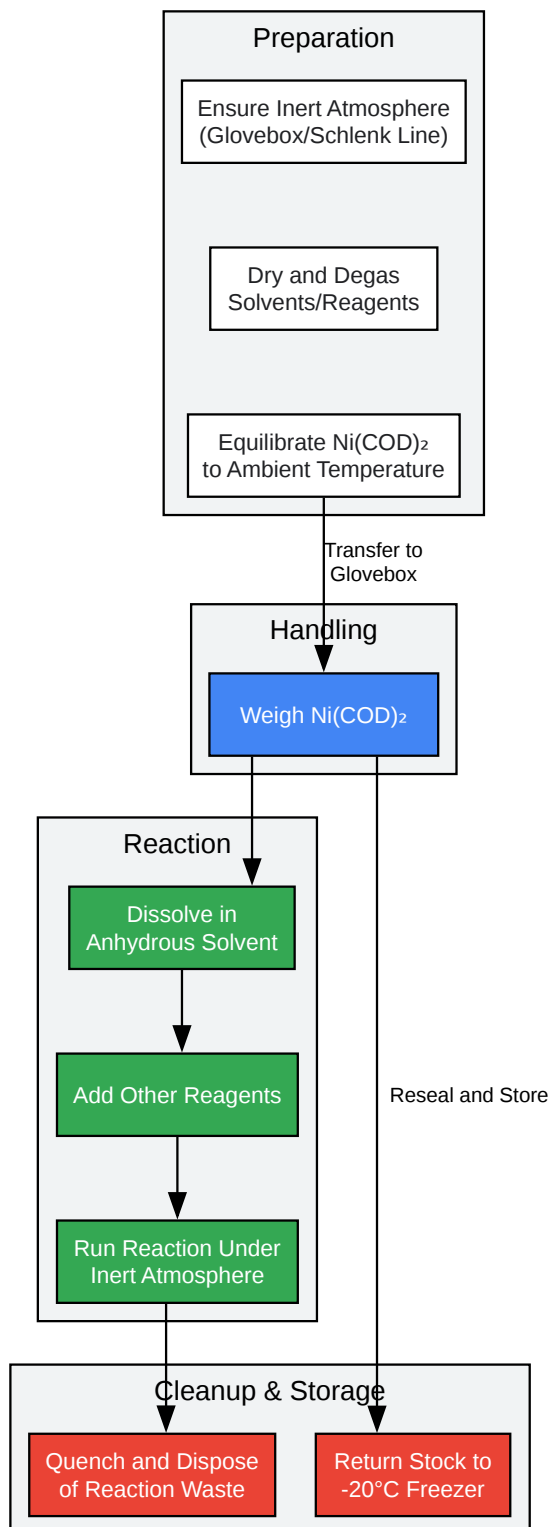 Preparation
Ensure Inert Atmosphere
(Glovebox/Schlenk Line)
Dry and Degas
Solvents/Reagents
Equilibrate Ni(COD)₂
to Ambient Temperature
Transfer to
Glovebox
Handling
Weigh Ni(COD)₂
Reaction
Dissolve in
Anhydrous Solvent
Add Other Reagents
Reseal and Store
Run Reaction Under
Inert Atmosphere
Cleanup & Storage
Quench and Dispose
of Reaction Waste
Return Stock to
-20°C Freezer